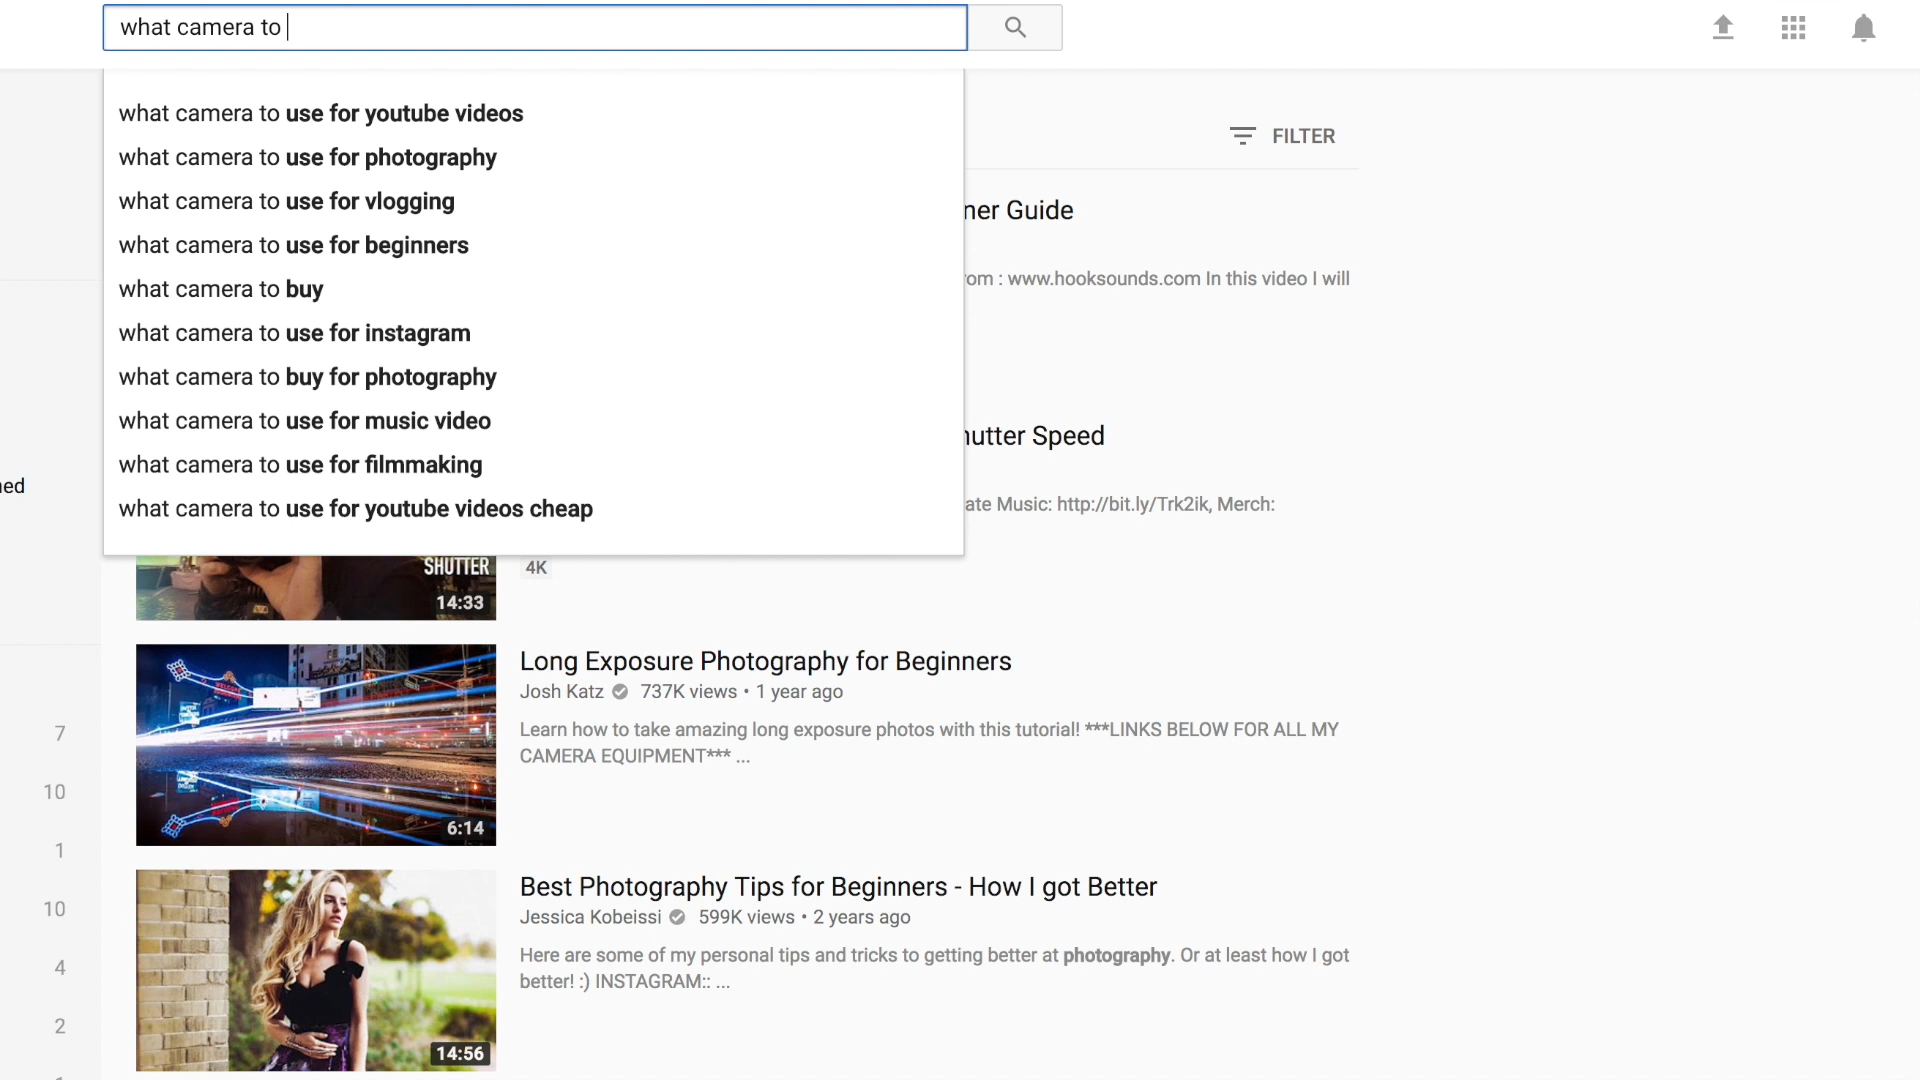 what camera to
what camera to use for youtube videos
what camera to use for photography
what camera to use for vlogging
what camera to use for beginners
what camera to buy
what camera to use for instagram
what camera to buy for photography
what camera to use for music video
what camera to use for filmmaking
what camera to use for youtube videos cheap
FILTER
ner Guide
om : www.hooksounds.com In this video I will
hutter Speed
ate Music: http://bit.ly/Trk2ik, Merch:
ned
SHUTTER
14:33
4K
6:14
Long Exposure Photography for Beginners
Josh Katz 737K views • 1 year ago
Learn how to take amazing long exposure photos with this tutorial! ***LINKS BELOW FOR ALL MY
CAMERA EQUIPMENT*** ...
14:56
Best Photography Tips for Beginners - How I got Better
Jessica Kobeissi 599K views • 2 years ago
Here are some of my personal tips and tricks to getting better at photography. Or at least how I got
better! :) INSTAGRAM:: ...
7
10
1
10
4
2